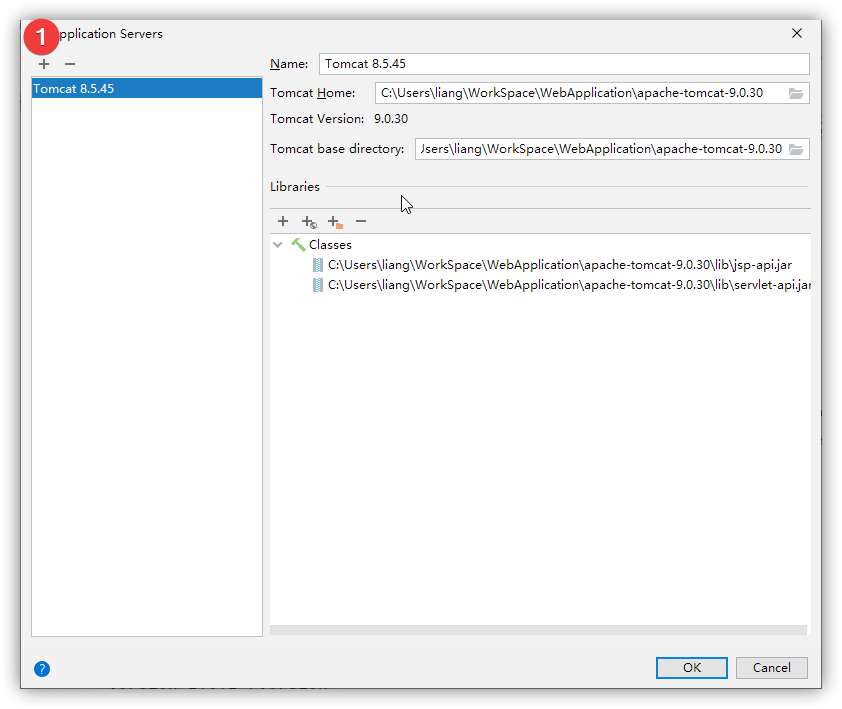 1
pplication Servers
Name: Tomcat 8.5.45
Tomcat 8.5.45
Tomcat Home: C:\Users\liang\WorkSpace\WebApplication\apache-tomcat-9.0.30
Tomcat Version: 9.0.30
Tomcat base directory: Jsers\liang\WorkSpace\WebApplication\apache-tomcat-9.0.30
Libraries
Classes
C:\Users\liang\WorkSpace\WebApplication\apache-tomcat-9.0.30\lib\jsp-api.jar
C:\Users\liang\WorkSpace\WebApplication\apache-tomcat-9.0.30\lib\servlet-api.jar
?
OK
Cancel